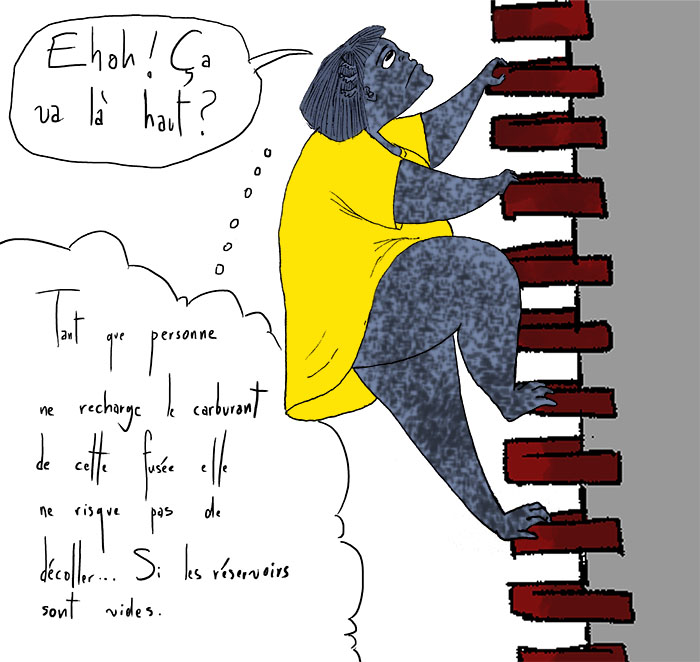 Ehoh! Ça
va là haut?
Tant que personne
ne recharge le carburant
de cette fusée elle
ne risque pas de
décoller... Si les réservoirs
sont vides.